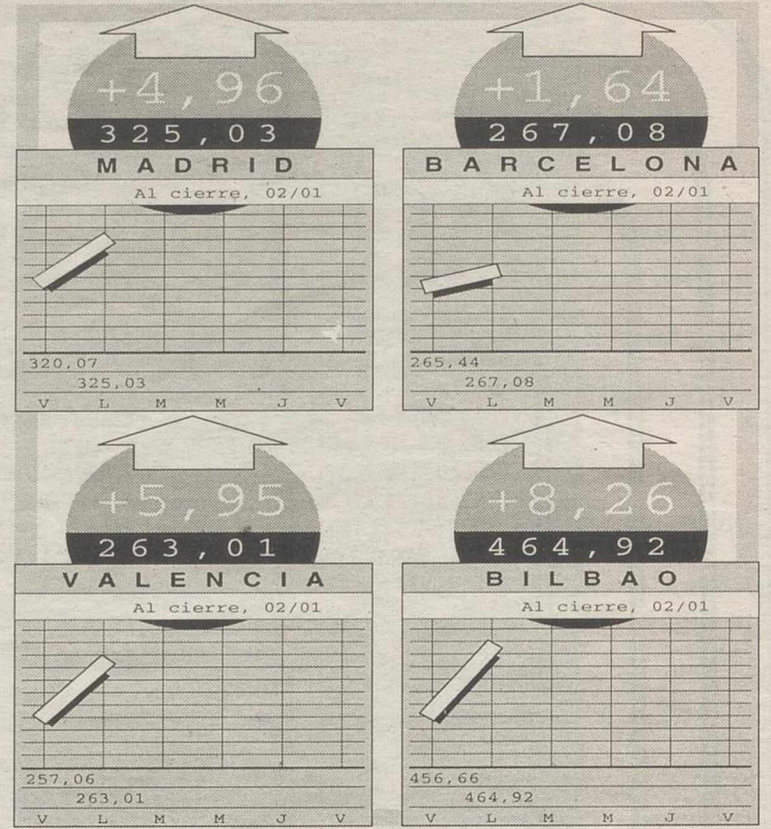 +4,96
325,03
MADRID
Al cierre, 02/01
320,07
325,03
V L M M J V
+1,64
267,08
BARCELONA
Al cierre, 02/01
265,44
267,08
V L M M J V
+5,95
263,01
VALENCIA
Al cierre, 02/01
257,06
263,01
V L M M J V
+8,26
464,92
BILBAO
Al cierre, 02/01
456,66
464,92
V L M M J V